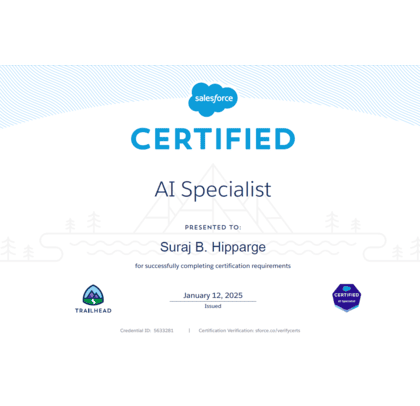 salesforce
CERTIFIED
AI Specialist
PRESENTED TO:
Suraj B. Hipparge
for successfully completing certification requirements
January 12, 2025
Issued
TRAILHEAD
CERTIFIED
AI Specialist
Credential ID: 5633281 | Certification Verification: sforce.co/verifycerts